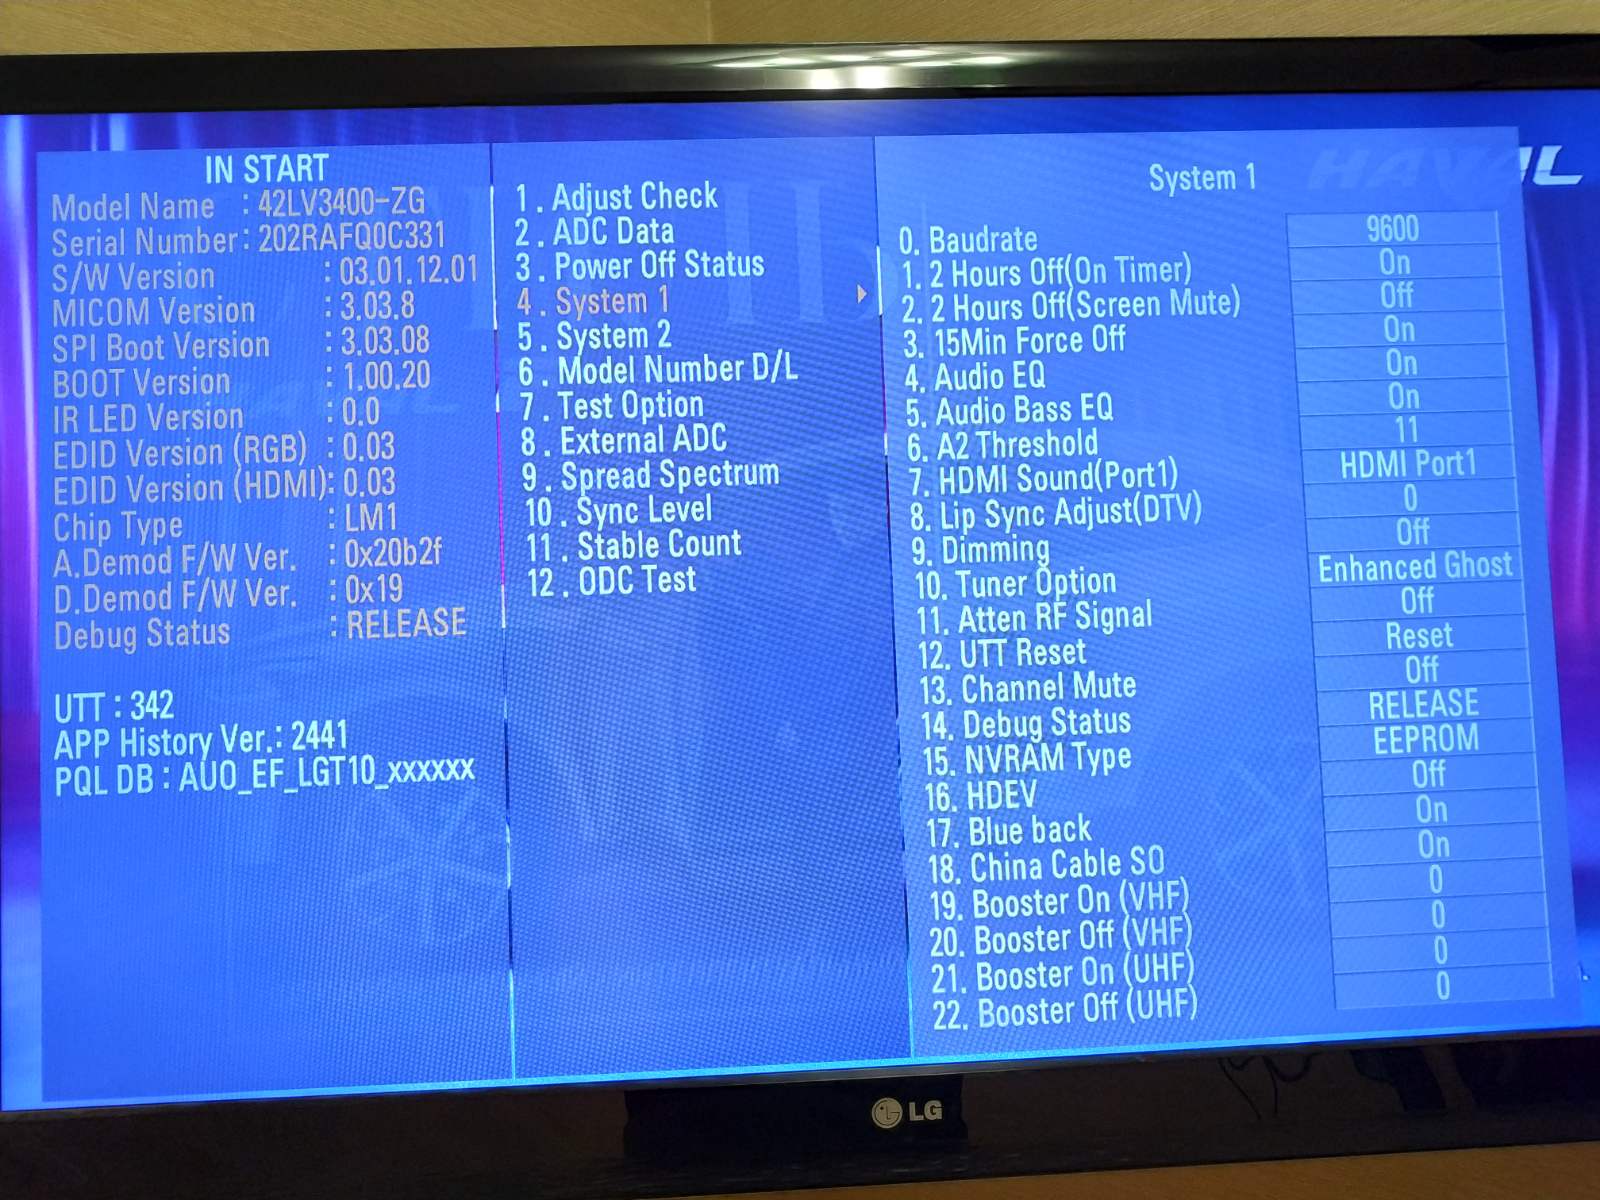 IN START
Model Name : 42LV3400-ZG
Serial Number : 202RAFQ0C331
S/W Version : 03.01.12.01
MICOM Version : 3.03.8
SPI Boot Version : 3.03.08
BOOT Version : 1.00.20
IR LED Version : 0.0
EDID Version (RGB) : 0.03
EDID Version (HDMI): 0.03
Chip Type : LM1
A.Demod F/W Ver. : 0x20b2f
D.Demod F/W Ver. : 0x19
Debug Status : RELEASE
UTT : 342
APP History Ver.: 2441
PQL DB : AUO_EF_LGT10_xxxxxx
1 . Adjust Check
2 . ADC Data
3 . Power Off Status
4 . System 1
5 . System 2
6 . Model Number D/L
7 . Test Option
8 . External ADC
9 . Spread Spectrum
10 . Sync Level
11 . Stable Count
12 . ODC Test
HAVAL
System 1
0. Baudrate 9600
1. 2 Hours Off(On Timer) On
2. 2 Hours Off(Screen Mute) Off
3. 15Min Force Off On
4. Audio EQ On
5. Audio Bass EQ On
6. A2 Threshold 11
7. HDMI Sound(Port1) HDMI Port1
8. Lip Sync Adjust(DTV) 0
9. Dimming Off
10. Tuner Option Enhanced Ghost
11. Atten RF Signal Off
12. UTT Reset Reset
13. Channel Mute Off
14. Debug Status RELEASE
15. NVRAM Type EEPROM
16. HDEV Off
17. Blue back On
18. China Cable SO On
19. Booster On (VHF) 0
20. Booster Off (VHF) 0
21. Booster On (UHF) 0
22. Booster Off (UHF) 0
LG